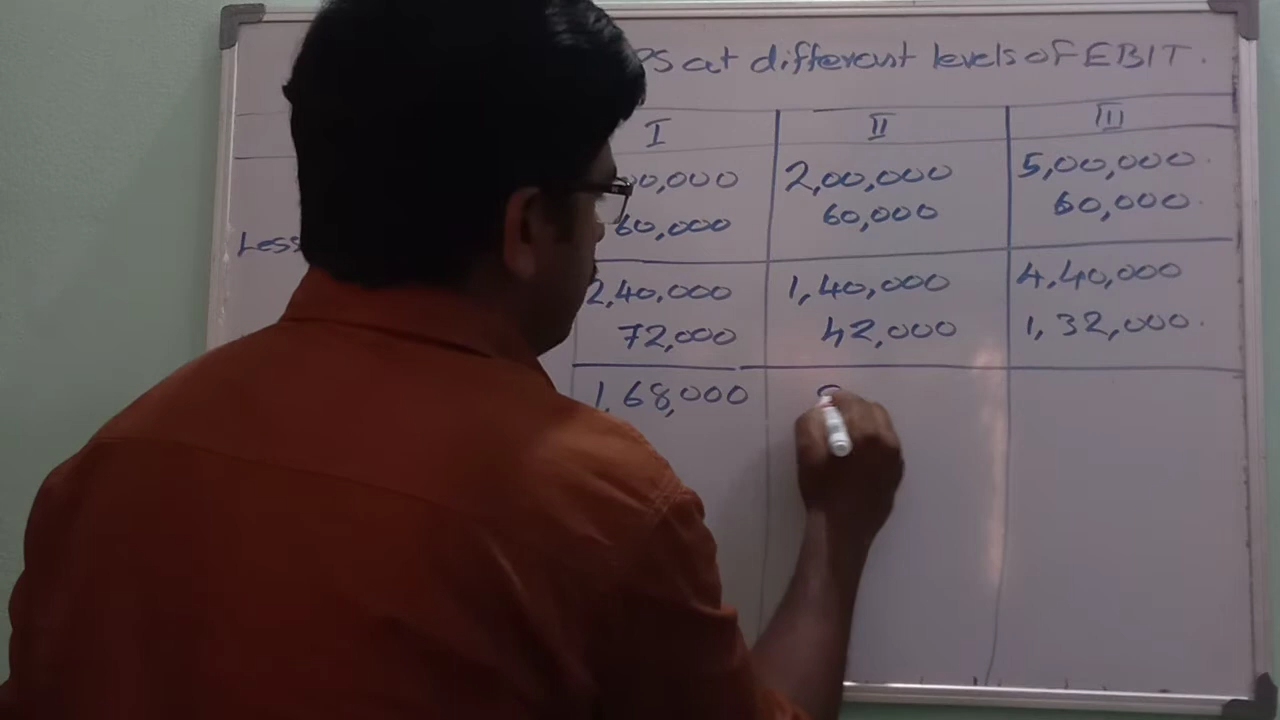 at different levels of EBIT.
I II III
00,000 2,00,000 5,00,000
Less 60,000 60,000 60,000
2,40,000 1,40,000 4,40,000
72,000 42,000 1,32,000
1,68,000